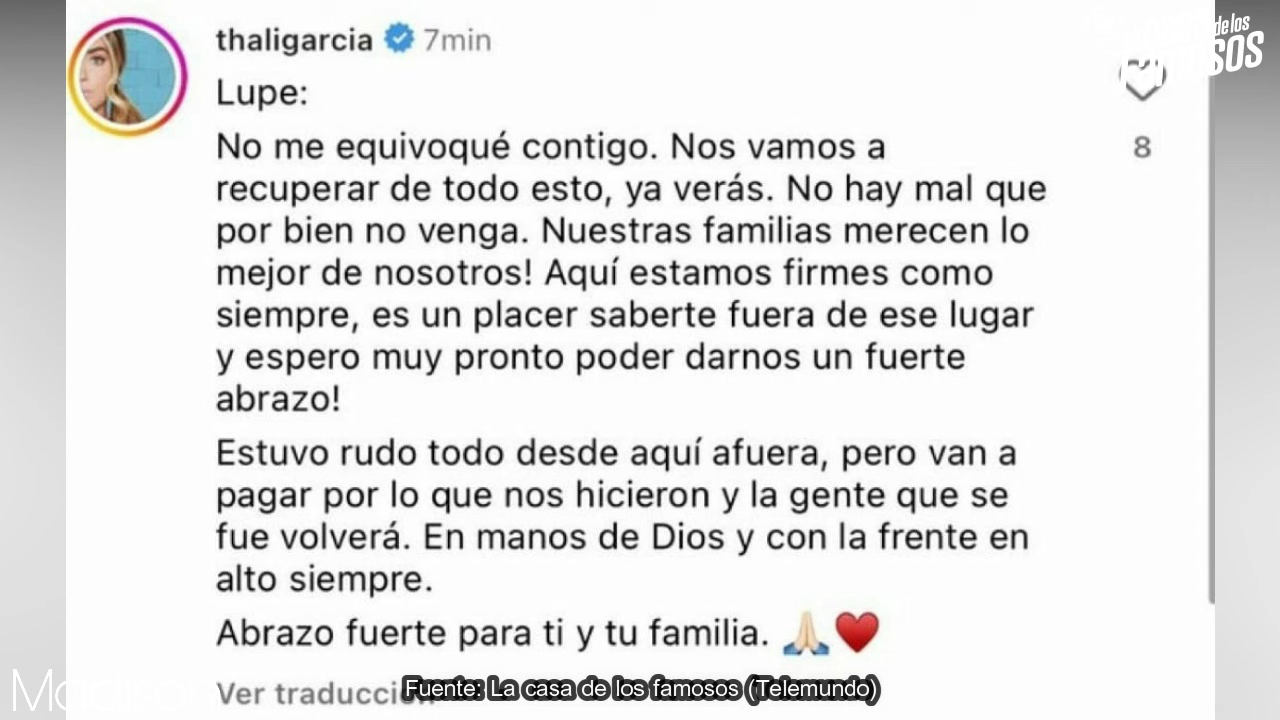 thaligarcia 7min
de los
Lupe:
No me equivoqué contigo. Nos vamos a
8
recuperar de todo esto, ya verás. No hay mal que
por bien no venga. Nuestras familias merecen lo
mejor de nosotros! Aquí estamos firmes como
siempre, es un placer saberte fuera de ese lugar
y espero muy pronto poder darnos un fuerte
abrazo!
Estuvo rudo todo desde aquí afuera, pero van a
pagar por lo que nos hicieron y la gente que se
fue volverá. En manos de Dios y con la frente en
alto siempre.
Abrazo fuerte para ti y tu familia. 🙏🏻❤️
Ver traducción
Fuente: La casa de los famosos (Telemundo)